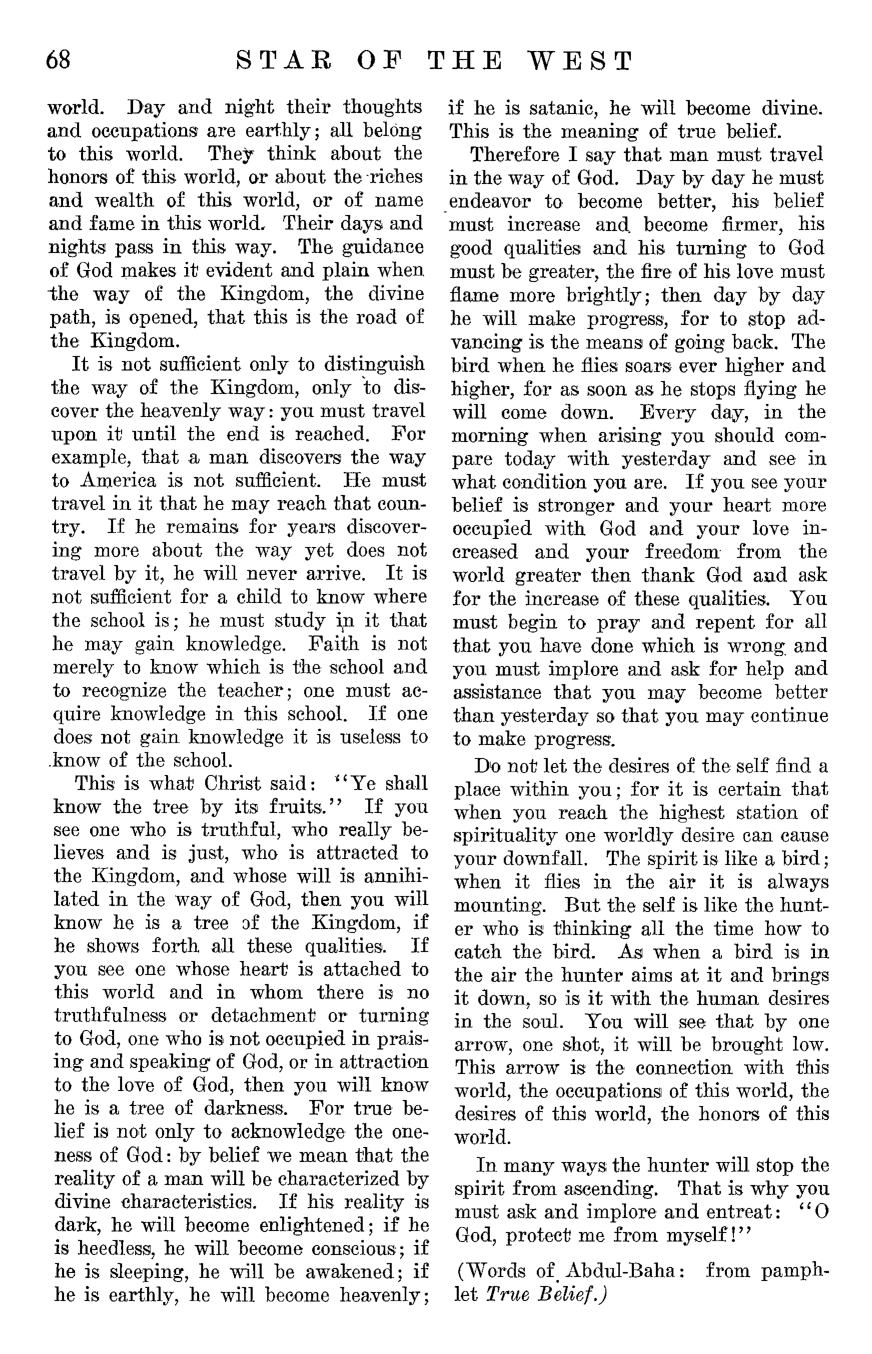 68 STAR OF THE WEST
world. Day and night their thoughts
and occupations are earthly; all belong
to this world. They think about the
honors of this world, or about the riches
and wealth of this world, or of name
and fame in this world. Their days and
nights pass in this way. The guidance
of God makes it evident and plain when
the way of the Kingdom, the divine
path, is opened, that this is the road of
the Kingdom.
It is not sufficient only to distinguish
the way of the Kingdom, only to dis-
cover the heavenly way: you must travel
upon it until the end is reached. For
example, that a man discovers the way
to America is not sufficient. He must
travel in it that he may reach that coun-
try. If he remains for years discover-
ing more about the way yet does not
travel by it, he will never arrive. It is
not sufficient for a child to know where
the school is; he must study in it that
he may gain knowledge. Faith is not
merely to know which is the school and
to recognize the teacher; one must ac-
quire knowledge in this school. If one
does not gain knowledge it is useless to
know of the school.
This is what Christ said: "Ye shall
know the tree by its fruits." If you
see one who is truthful, who really be-
lieves and is just, who is attracted to
the Kingdom, and whose will is annihi-
lated in the way of God, then you will
know he is a tree of the Kingdom, if
he shows forth all these qualities. If
you see one whose heart is attached to
this world and in whom there is no
truthfulness or detachment or turning
to God, one who is not occupied in prais-
ing and speaking of God, or in attraction
to the love of God, then you will know
he is a tree of darkness. For true be-
lief is not only to acknowledge the one-
ness of God: by belief we mean that the
reality of a man will be characterized by
divine characteristics. If his reality is
dark, he will become enlightened; if he
is heedless, he will become conscious; if
he is sleeping, he will be awakened; if
he is earthly, he will become heavenly;
if he is satanic, he will become divine.
This is the meaning of true belief.
Therefore I say that man must travel
in the way of God. Day by day he must
endeavor to become better, his belief
must increase and become firmer, his
good qualities and his turning to God
must be greater, the fire of his love must
flame more brightly; then day by day
he will make progress, for to stop ad-
vancing is the means of going back. The
bird when he flies soars ever higher and
higher, for as soon as he stops flying he
will come down. Every day, in the
morning when arising you should com-
pare today with yesterday and see in
what condition you are. If you see your
belief is stronger and your heart more
occupied with God and your love in-
creased and your freedom from the
world greater then thank God and ask
for the increase of these qualities. You
must begin to pray and repent for all
that you have done which is wrong and
you must implore and ask for help and
assistance that you may become better
than yesterday so that you may continue
to make progress.
Do not let the desires of the self find a
place within you; for it is certain that
when you reach the highest station of
spirituality one worldly desire can cause
your downfall. The spirit is like a bird;
when it flies in the air it is always
mounting. But the self is like the hunt-
er who is thinking all the time how to
catch the bird. As when a bird is in
the air the hunter aims at it and brings
it down, so is it with the human desires
in the soul. You will see that by one
arrow, one shot, it will be brought low.
This arrow is the connection with this
world, the occupations of this world, the
desires of this world, the honors of this
world.
In many ways the hunter will stop the
spirit from ascending. That is why you
must ask and implore and entreat: "O
God, protect me from myself!"
(Words of Abdul-Baha: from pamph-
let True Belief.)